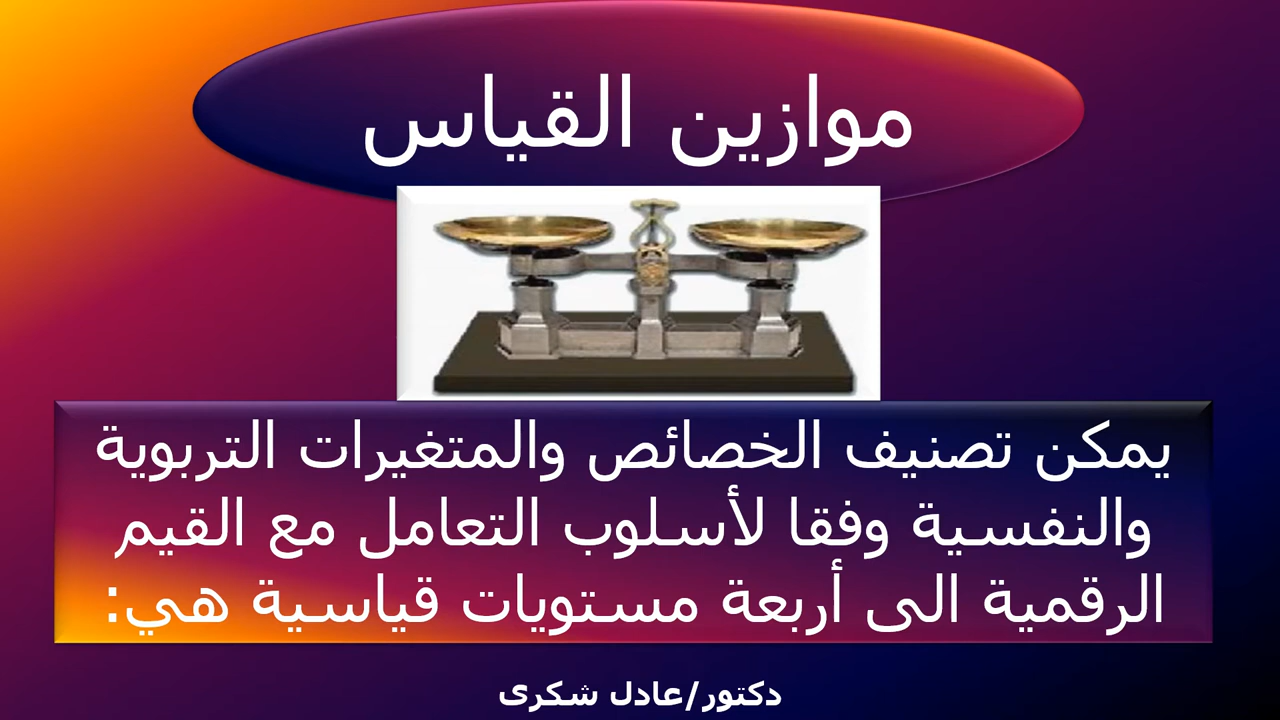 موازين القياس
يمكن تصنيف الخصائص والمتغيرات التربوية
والنفسية وفقا لأسلوب التعامل مع القيم
الرقمية الى أربعة مستويات قياسية هي:
دكتور/عادل شكرى